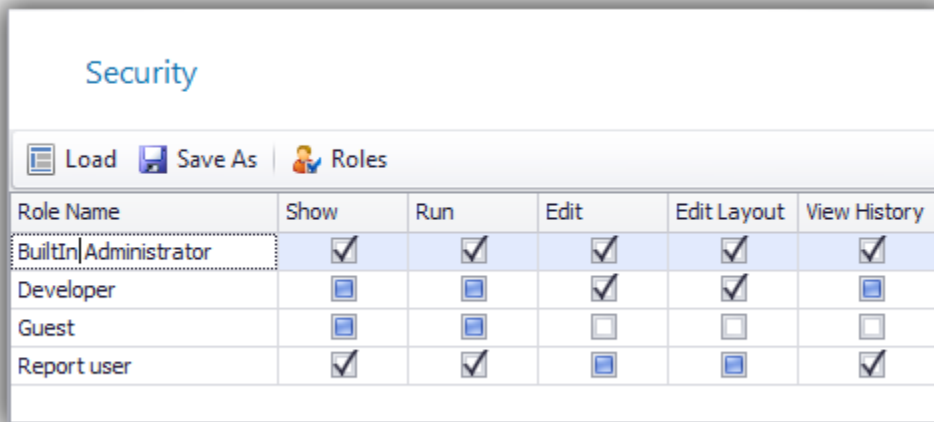 Security
Load Save As Roles
Role Name Show Run Edit Edit Layout View History
BuiltIn Administrator
Developer
Guest
Report user